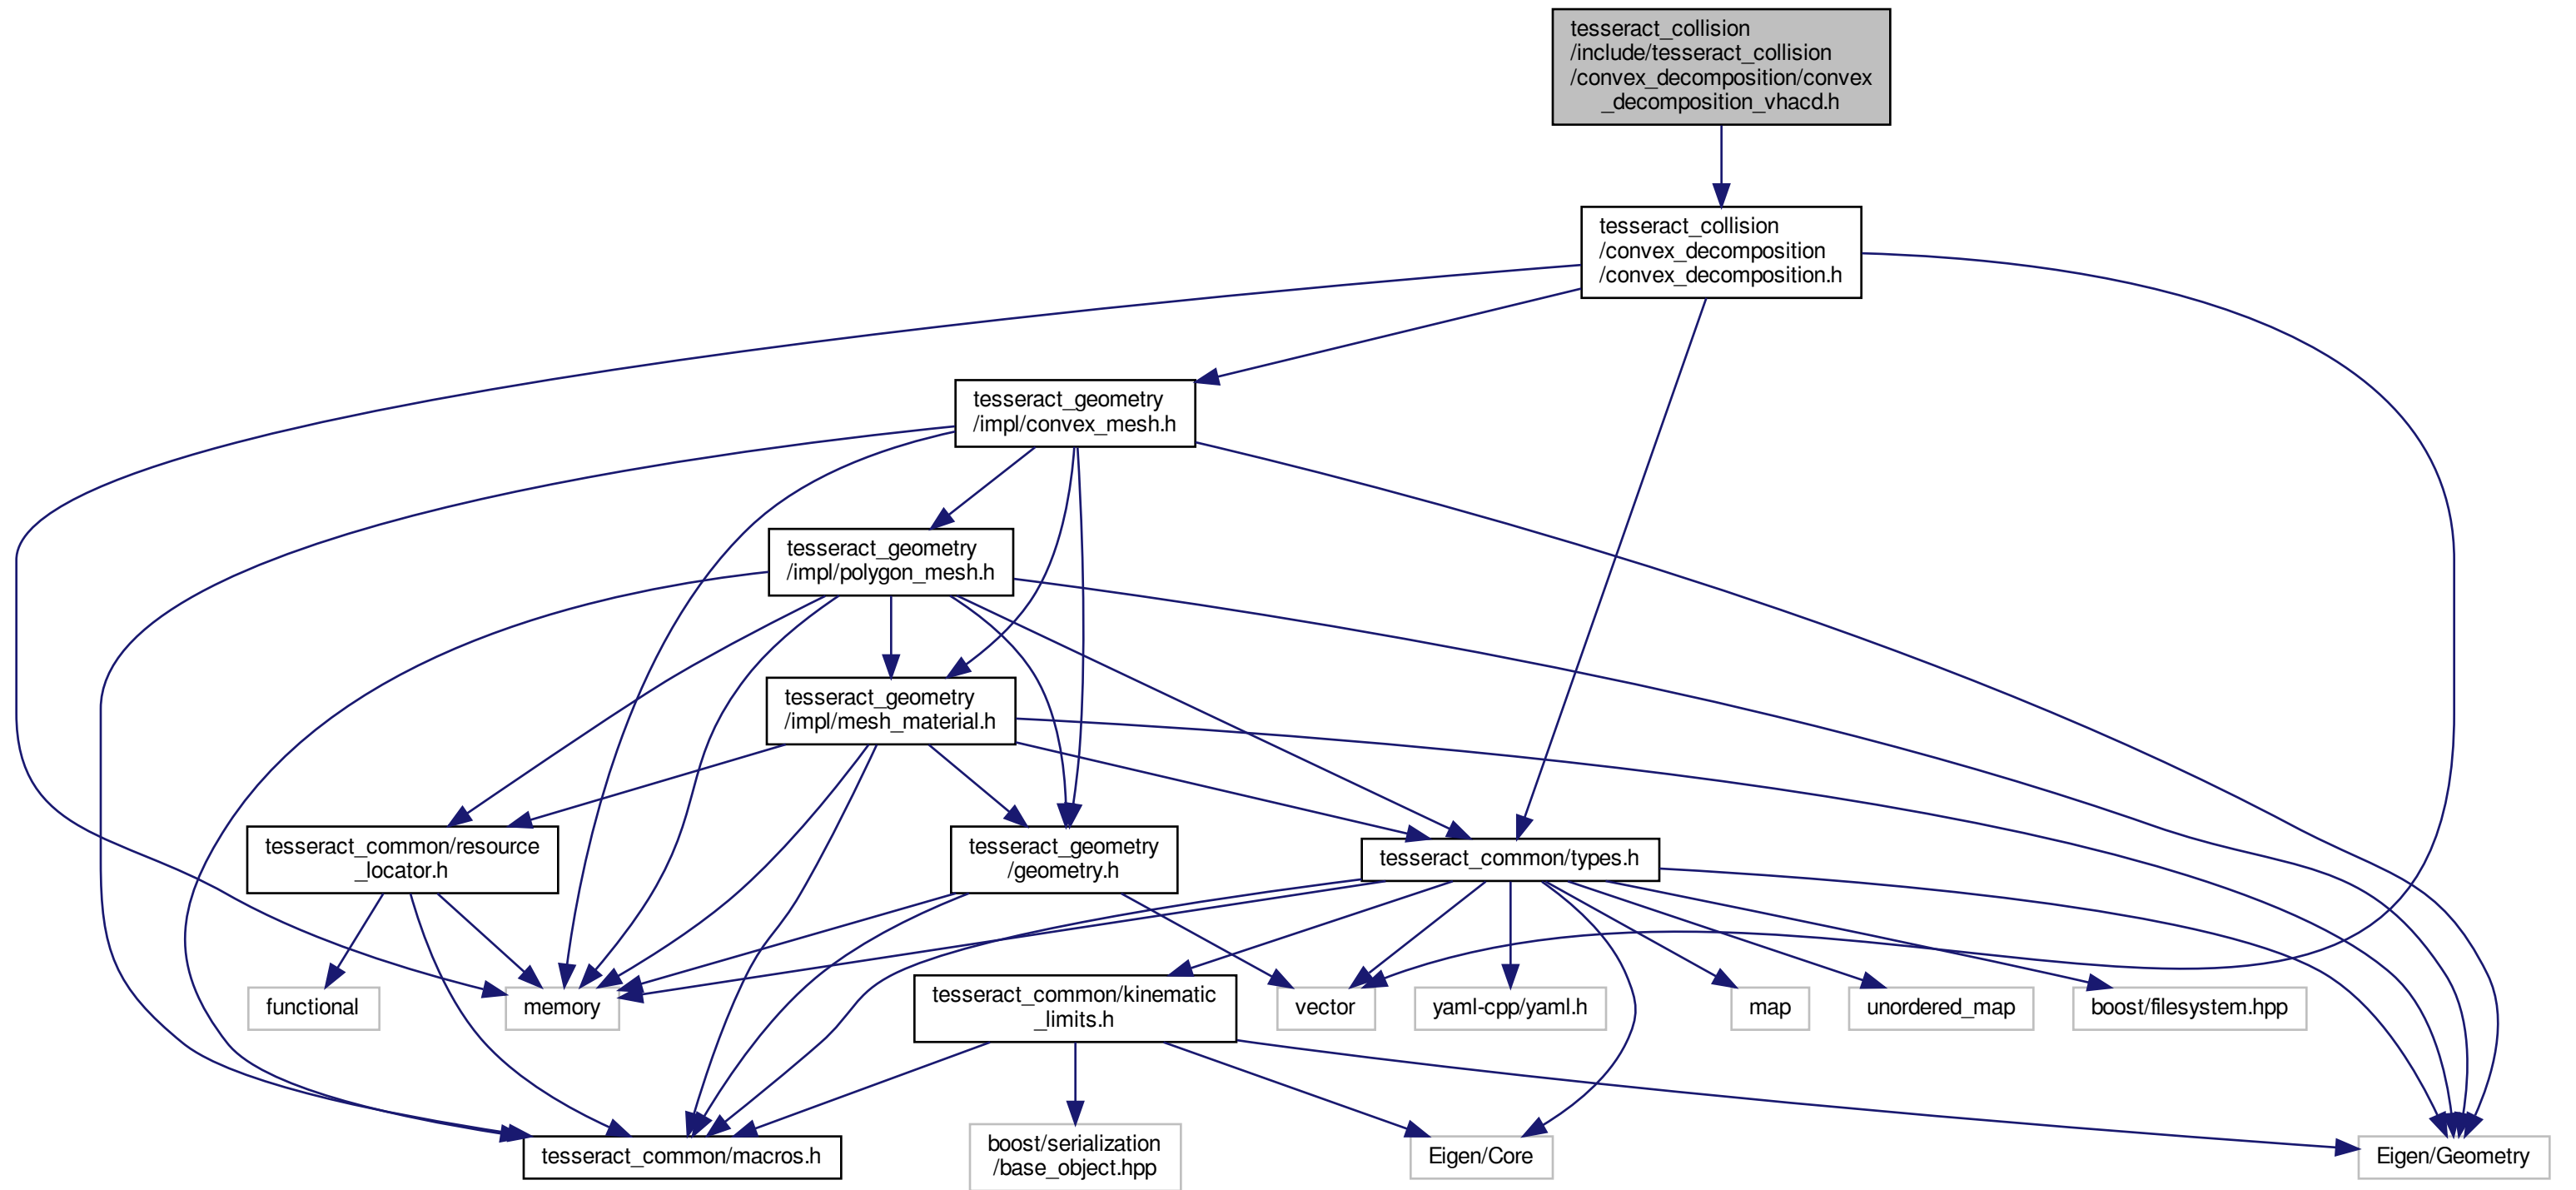 tesseract_collision
/include/tesseract_collision
/convex_decomposition/convex
_decomposition_vhacd.h
tesseract_collision
/convex_decomposition
/convex_decomposition.h
tesseract_geometry
/impl/convex_mesh.h
tesseract_geometry
/impl/polygon_mesh.h
tesseract_geometry
/impl/mesh_material.h
tesseract_common/resource
_locator.h
tesseract_geometry
/geometry.h
tesseract_common/types.h
functional
memory
tesseract_common/kinematic
_limits.h
vector
yaml-cpp/yaml.h
map
unordered_map
boost/filesystem.hpp
tesseract_common/macros.h
boost/serialization
/base_object.hpp
Eigen/Core
Eigen/Geometry